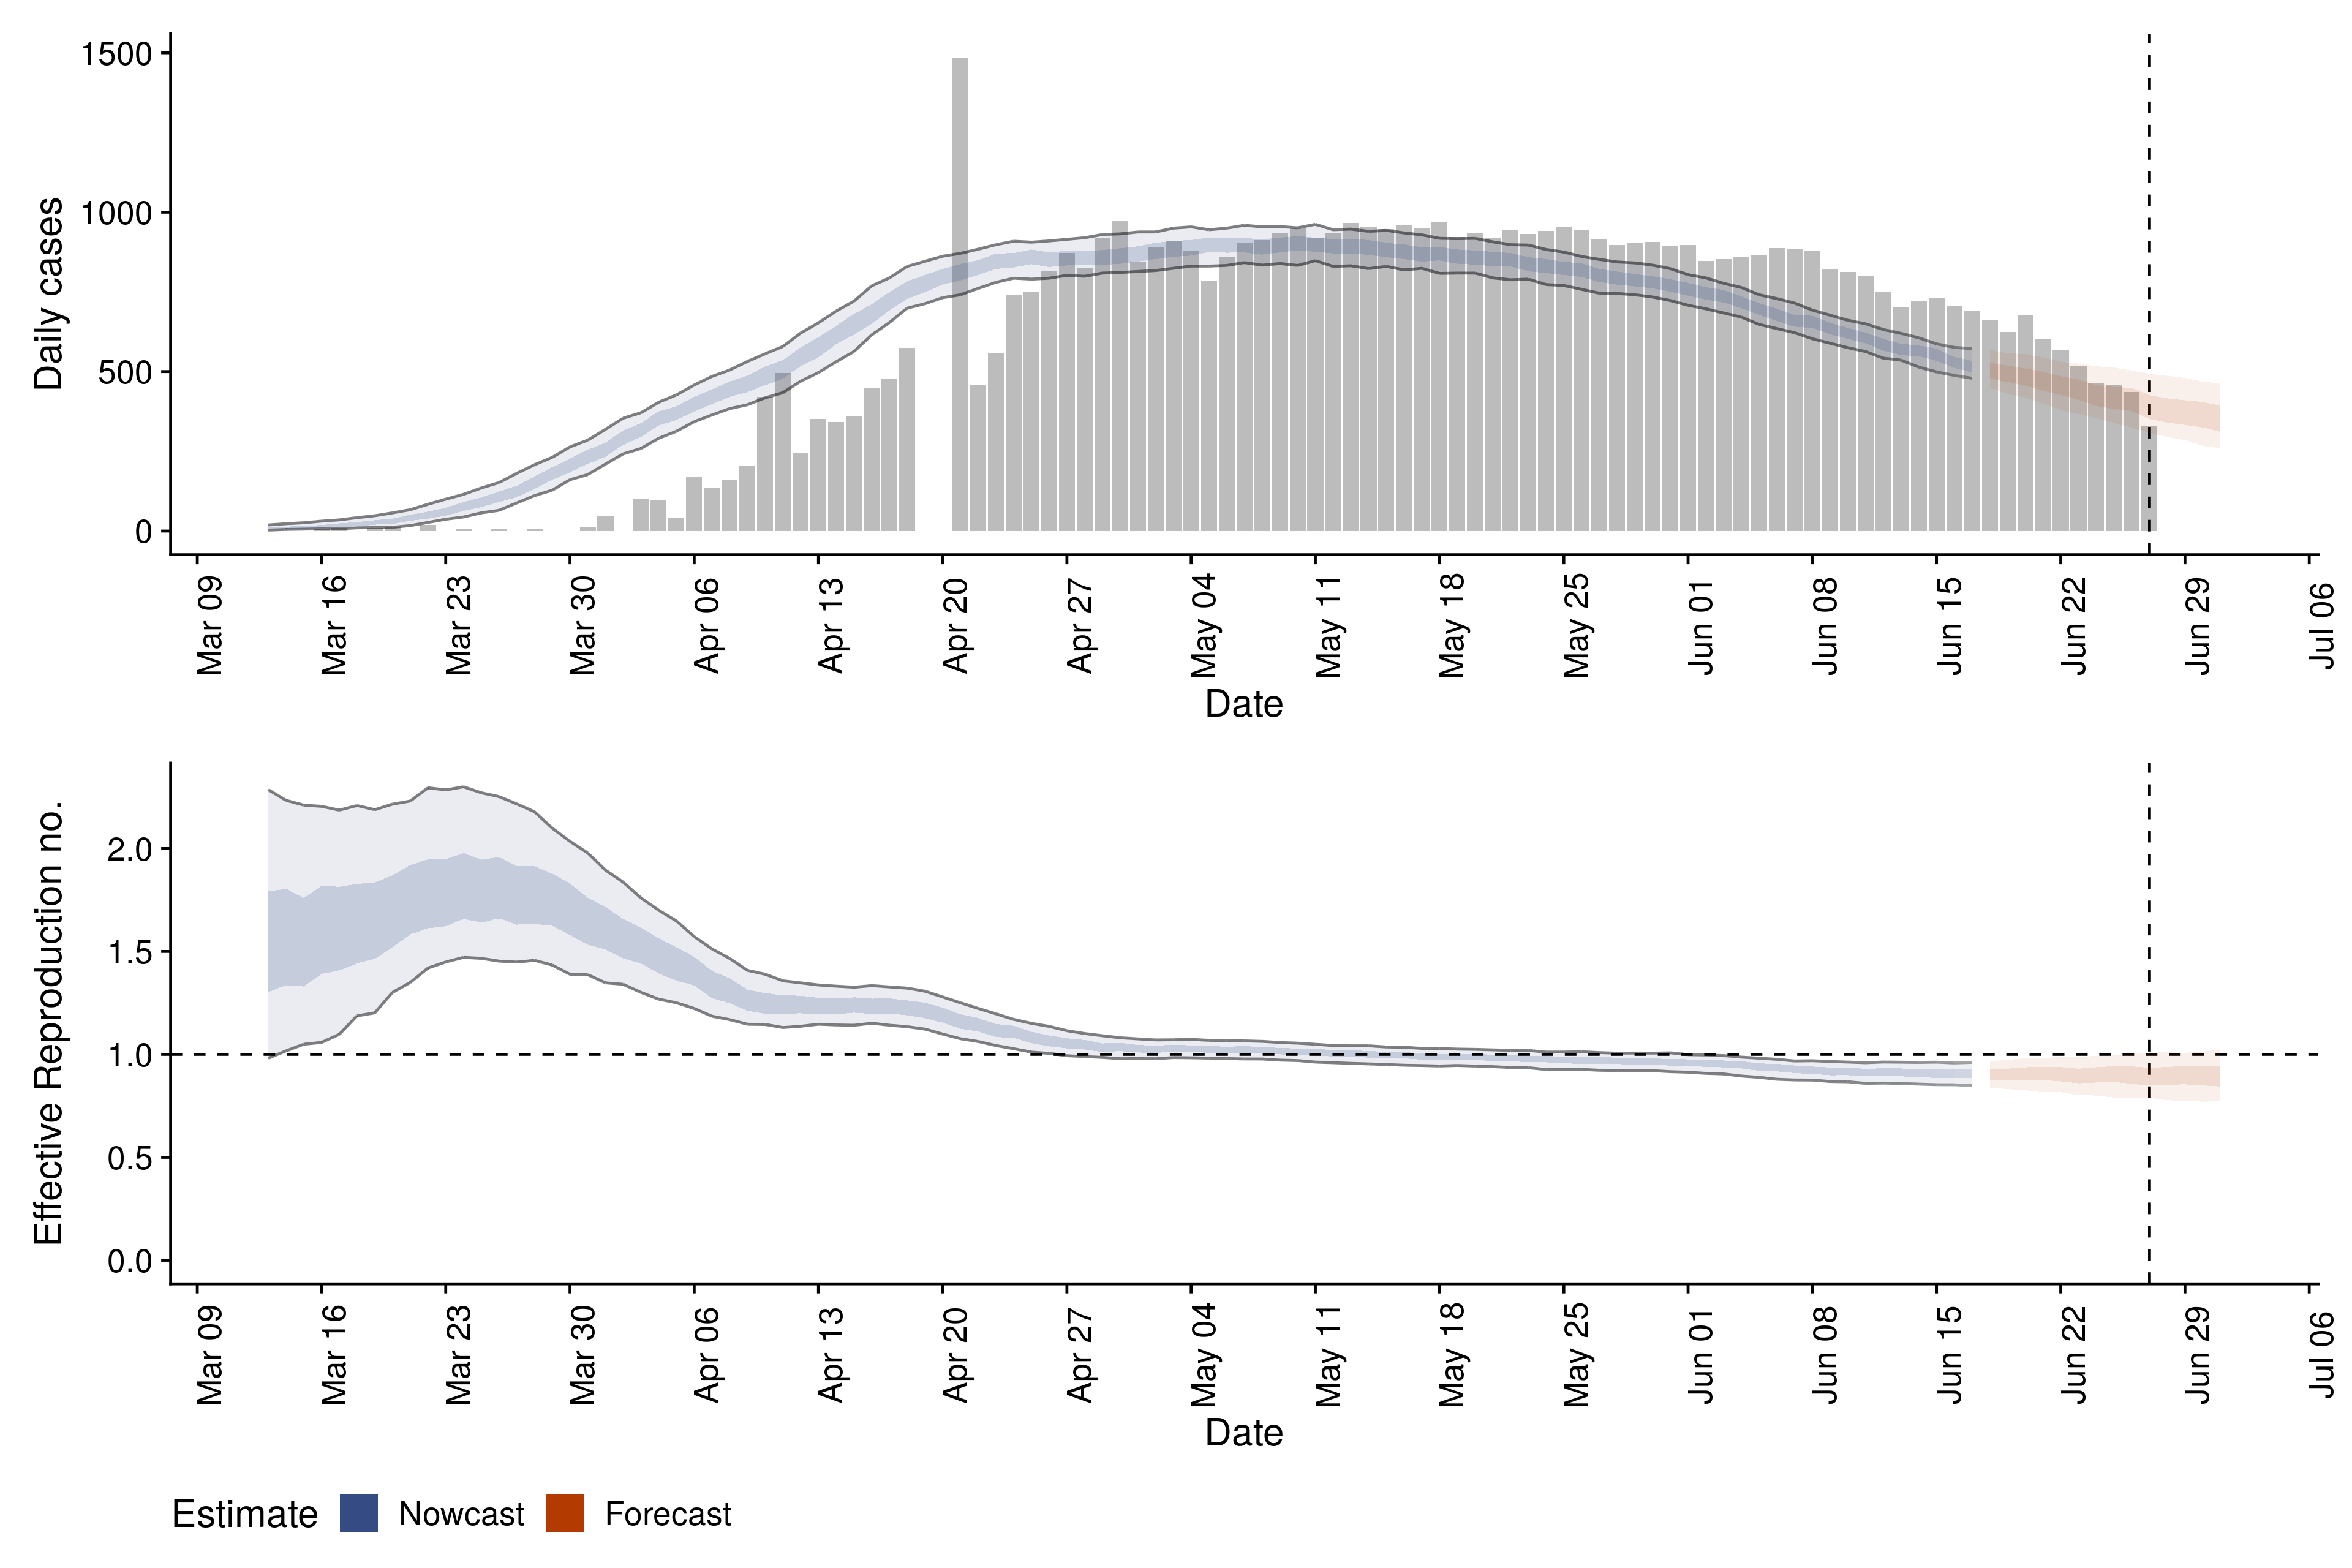 Daily cases
1500
1000
500
0
Mar 09
Mar 16
Mar 23
Mar 30
Apr 06
Apr 13
Apr 20
Apr 27
May 04
May 11
May 18
May 25
Jun 01
Jun 08
Jun 15
Jun 22
Jun 29
Jul 06
Date
Effective Reproduction no.
2.0
1.5
1.0
0.5
0.0
Mar 09
Mar 16
Mar 23
Mar 30
Apr 06
Apr 13
Apr 20
Apr 27
May 04
May 11
May 18
May 25
Jun 01
Jun 08
Jun 15
Jun 22
Jun 29
Jul 06
Date
Estimate Nowcast Forecast